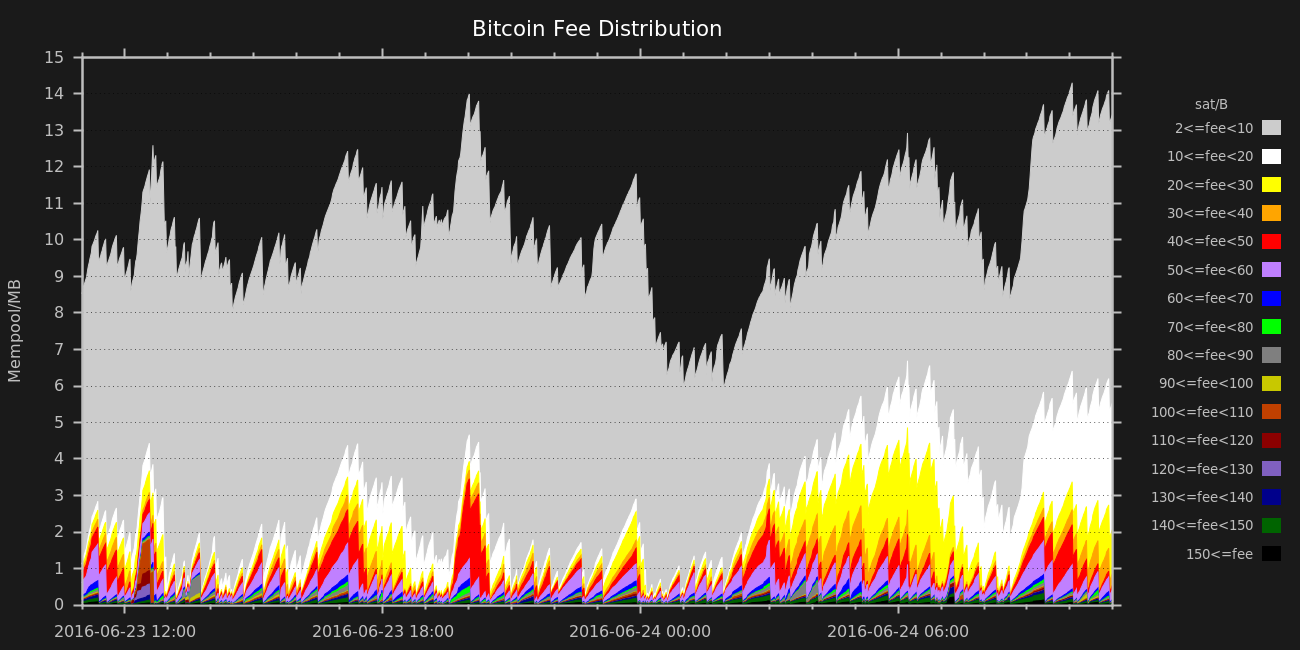 Bitcoin Fee Distribution
Mempool/MB
15
14
13
12
11
10
9
8
7
6
5
4
3
2
1
0
2016-06-23 12:00
2016-06-23 18:00
2016-06-24 00:00
2016-06-24 06:00
sat/B
2<=fee<10
10<=fee<20
20<=fee<30
30<=fee<40
40<=fee<50
50<=fee<60
60<=fee<70
70<=fee<80
80<=fee<90
90<=fee<100
100<=fee<110
110<=fee<120
120<=fee<130
130<=fee<140
140<=fee<150
150<=fee